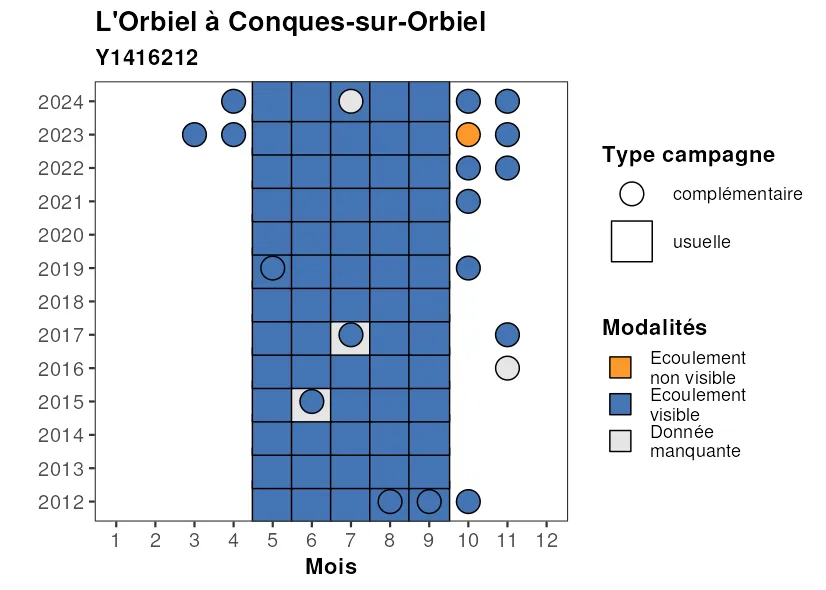 L'Orbiel à Conques-sur-Orbiel
Y1416212
2024
2023
2022
2021
2020
2019
2018
2017
2016
2015
2014
2013
2012
1 2 3 4 5 6 7 8 9 10 11 12
Mois
Type campagne
complémentaire
usuelle
Modalités
Ecoulement
non visible
Ecoulement
visible
Donnée
manquante